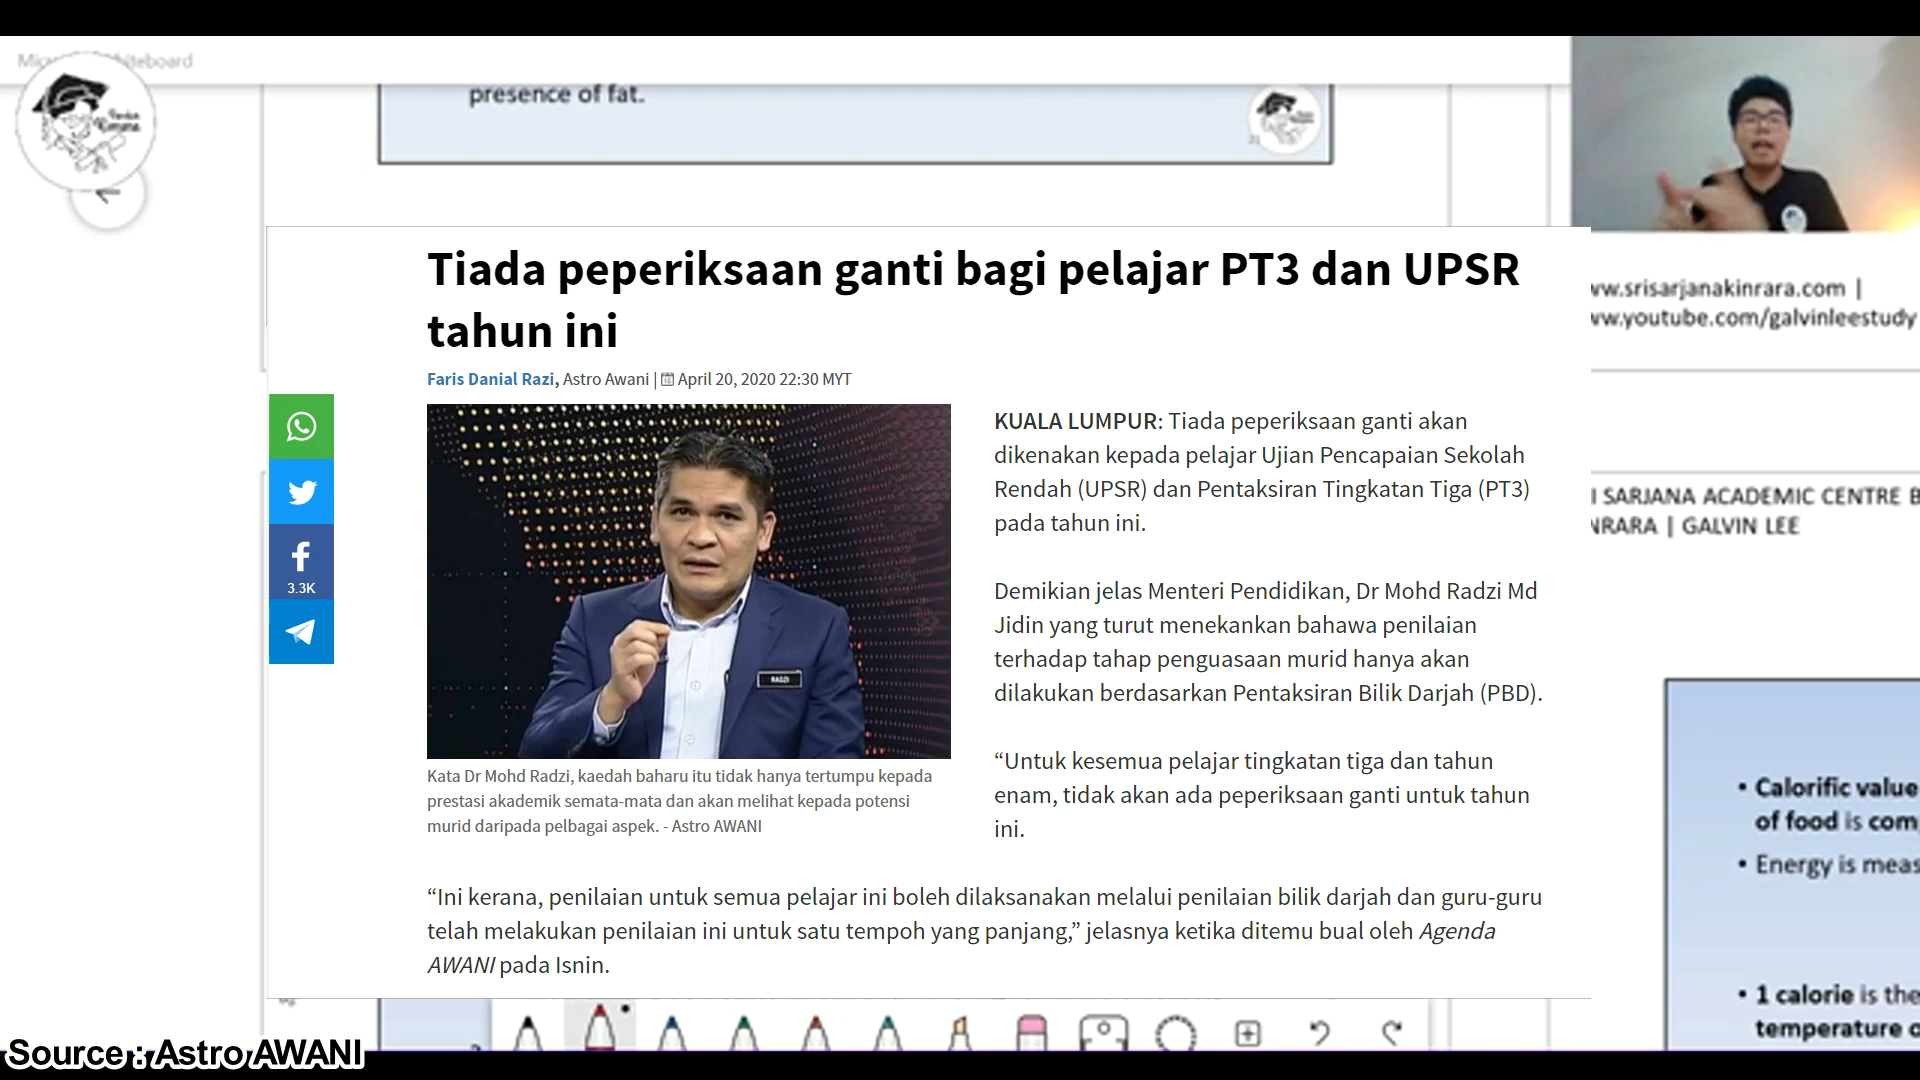 presence of fat.
www.srisarjanakinrara.com |
www.youtube.com/galvinleestudy
Tiada peperiksaan ganti bagi pelajar PT3 dan UPSR
tahun ini
Faris Danial Razi, Astro Awani | April 20, 2020 22:30 MYT
3.3K
RADZI
Kata Dr Mohd Radzi, kaedah baharu itu tidak hanya tertumpu kepada
prestasi akademik semata-mata dan akan melihat kepada potensi
murid daripada pelbagai aspek. - Astro AWANI
KUALA LUMPUR: Tiada peperiksaan ganti akan
dikenakan kepada pelajar Ujian Pencapaian Sekolah
Rendah (UPSR) dan Pentaksiran Tingkatan Tiga (PT3)
pada tahun ini.
Demikian jelas Menteri Pendidikan, Dr Mohd Radzi Md
Jidin yang turut menekankan bahawa penilaian
terhadap tahap penguasaan murid hanya akan
dilakukan berdasarkan Pentaksiran Bilik Darjah (PBD).
“Untuk kesemua pelajar tingkatan tiga dan tahun
enam, tidak akan ada peperiksaan ganti untuk tahun
ini.
“Ini kerana, penilaian untuk semua pelajar ini boleh dilaksanakan melalui penilaian bilik darjah dan guru-guru
telah melakukan penilaian ini untuk satu tempoh yang panjang,” jelasnya ketika ditemu bual oleh Agenda
AWANI pada Isnin.
SARJANA ACADEMIC CENTRE B
NRARA | GALVIN LEE
• Calorific value
of food is com
• Energy is meas
• 1 calorie is the
temperature o
Source : Astro AWANI